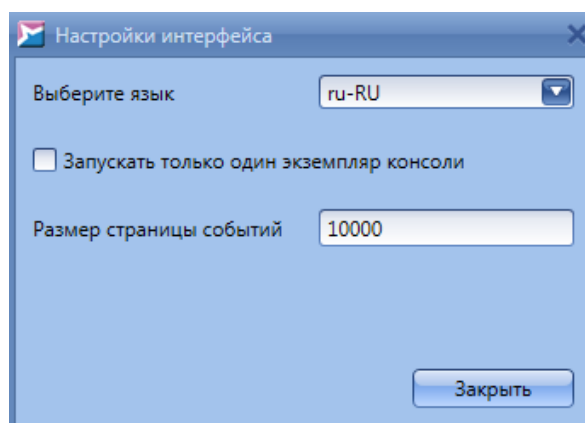 Настройки интерфейса
Выберите язык ru-RU
Запускать только один экземпляр консоли
Размер страницы событий 10000
Закрыть